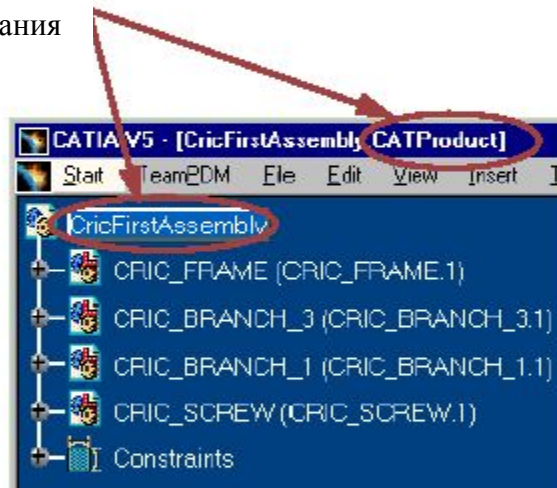 ания
CATIA V5 - [CricFirstAssembly.CATProduct]
Start TeamPDM File Edit View Insert
CricFirstAssembly
CRIC_FRAME (CRIC_FRAME.1)
CRIC_BRANCH_3 (CRIC_BRANCH_3.1)
CRIC_BRANCH_1 (CRIC_BRANCH_1.1)
CRIC_SCREW (CRIC_SCREW.1)
Constraints